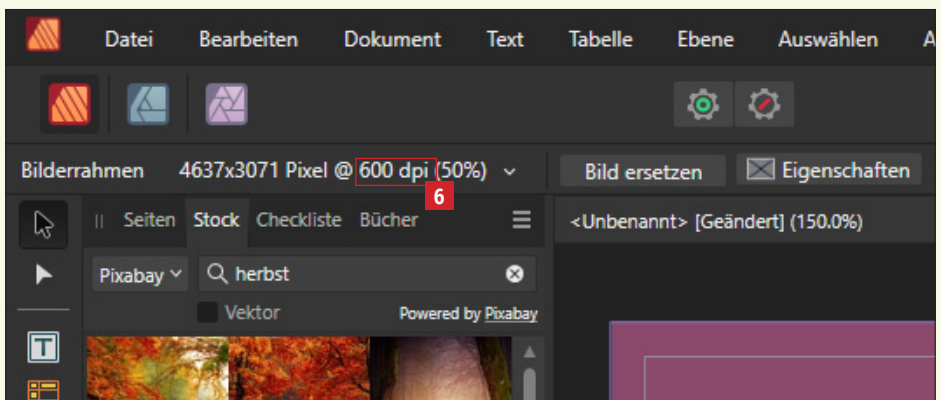 Datei Bearbeiten Dokument Text Tabelle Ebene Auswählen A
Bilderrahmen 4637x3071 Pixel @ 600 dpi (50%) Bild ersetzen Eigenschaften
6
Seiten Stock Checkliste Bücher <Unbenannt> [Geändert] (150.0%)
Pixabay herbst
Vektor Powered by Pixabay
T